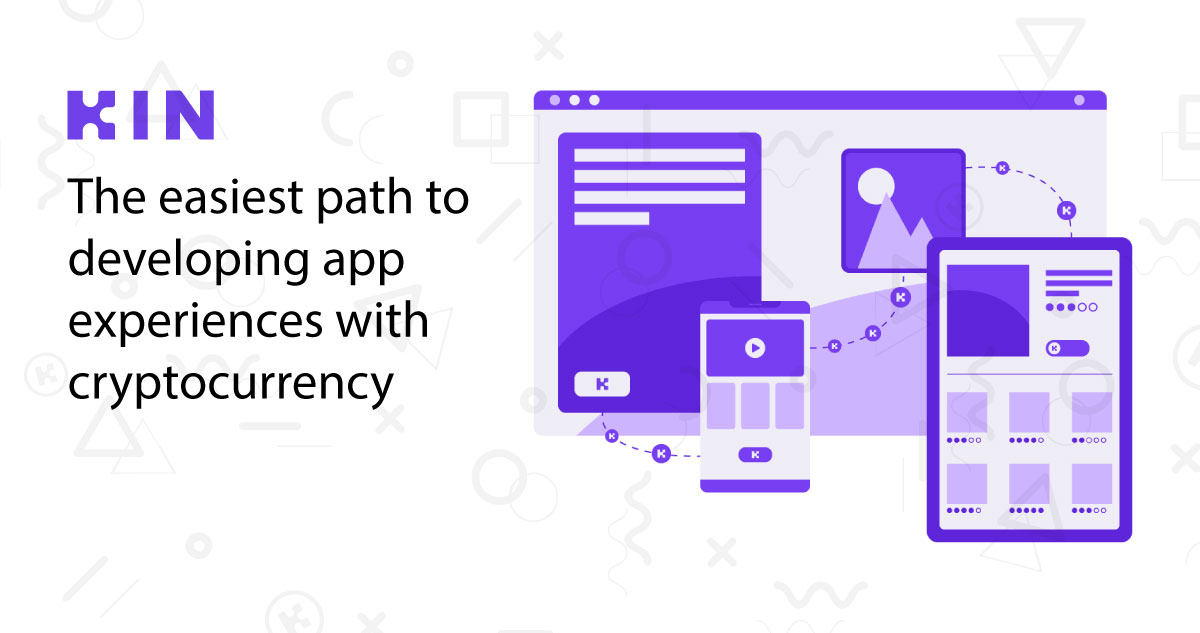 KIN
The easiest path to
developing app
experiences with
cryptocurrency